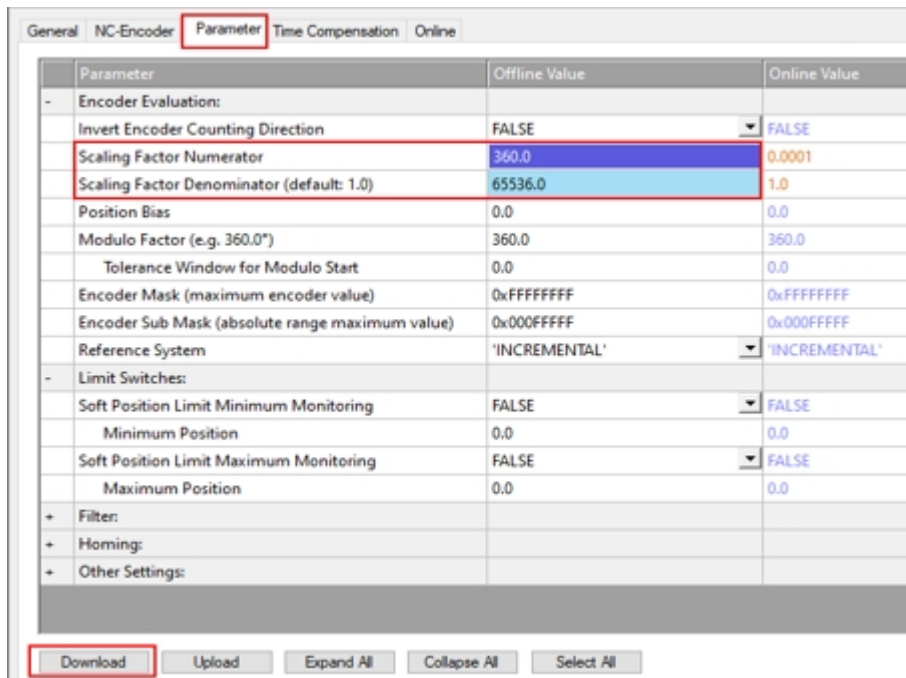 General NC-Encoder Parameter Time Compensation Online
Parameter Offline Value Online Value
- Encoder Evaluation:
Invert Encoder Counting Direction FALSE FALSE
Scaling Factor Numerator 360.0 0.0001
Scaling Factor Denominator (default: 1.0) 65536.0 1.0
Position Bias 0.0 0.0
Modulo Factor (e.g. 360.0°) 360.0 360.0
Tolerance Window for Modulo Start 0.0 0.0
Encoder Mask (maximum encoder value) 0xFFFFFFFF 0xFFFFFFFF
Encoder Sub Mask (absolute range maximum value) 0x000FFFFF 0x000FFFFF
Reference System 'INCREMENTAL' 'INCREMENTAL'
- Limit Switches:
Soft Position Limit Minimum Monitoring FALSE FALSE
Minimum Position 0.0 0.0
Soft Position Limit Maximum Monitoring FALSE FALSE
Maximum Position 0.0 0.0
+ Filter:
+ Homing:
+ Other Settings:
Download Upload Expand All Collapse All Select All